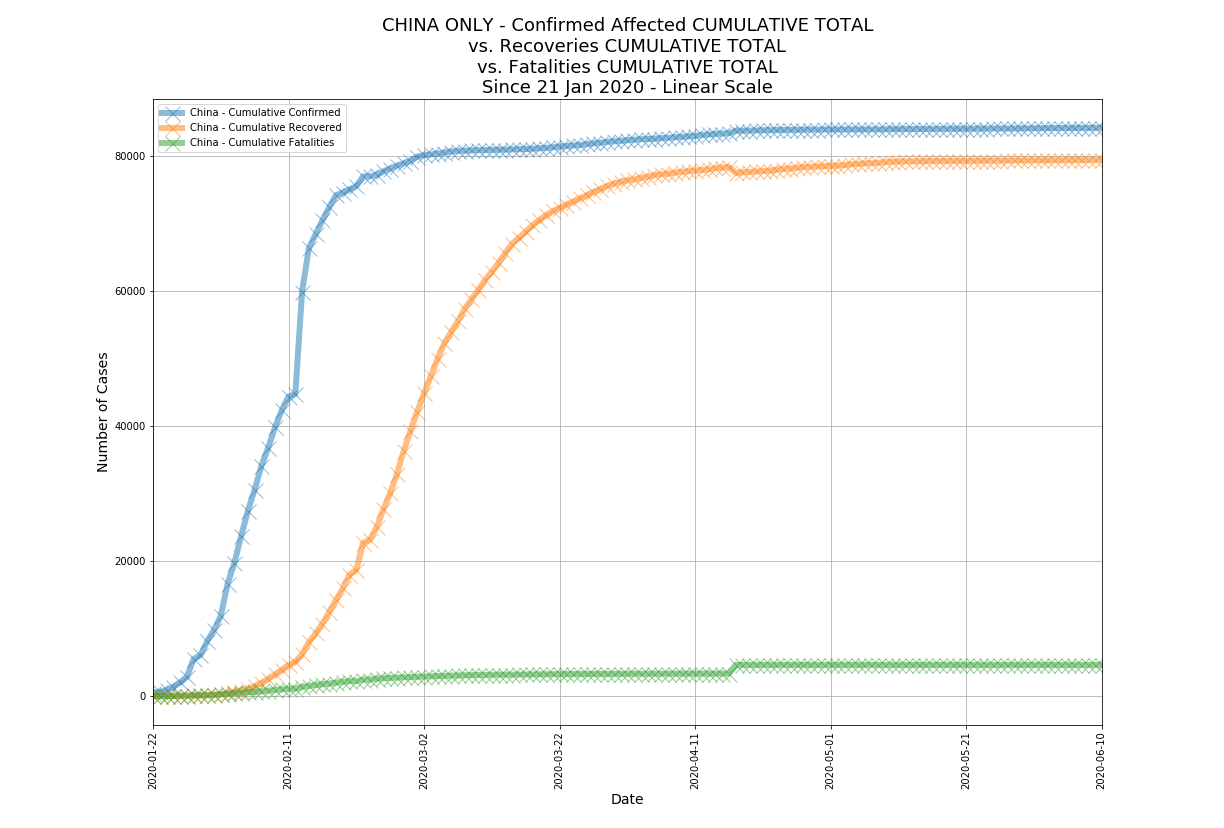 CHINA ONLY - Confirmed Affected CUMULATIVE TOTAL
vs. Recoveries CUMULATIVE TOTAL
vs. Fatalities CUMULATIVE TOTAL
Since 21 Jan 2020 - Linear Scale
China - Cumulative Confirmed
China - Cumulative Recovered
China - Cumulative Fatalities
Number of Cases
80000
60000
40000
20000
0
2020-01-22
2020-02-11
2020-03-02
2020-03-22
2020-04-11
2020-05-01
2020-05-21
2020-06-10
Date